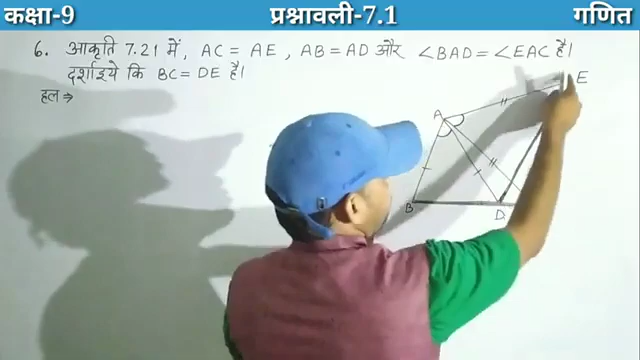 कक्षा-9 प्रश्नावली-7.1 गणित
6. आकृति 7.21 में, AC = AE, AB = AD और ∠BAD = ∠EAC है।
दर्शाइये कि BC = DE है।
हल ⇒
E
A
B D